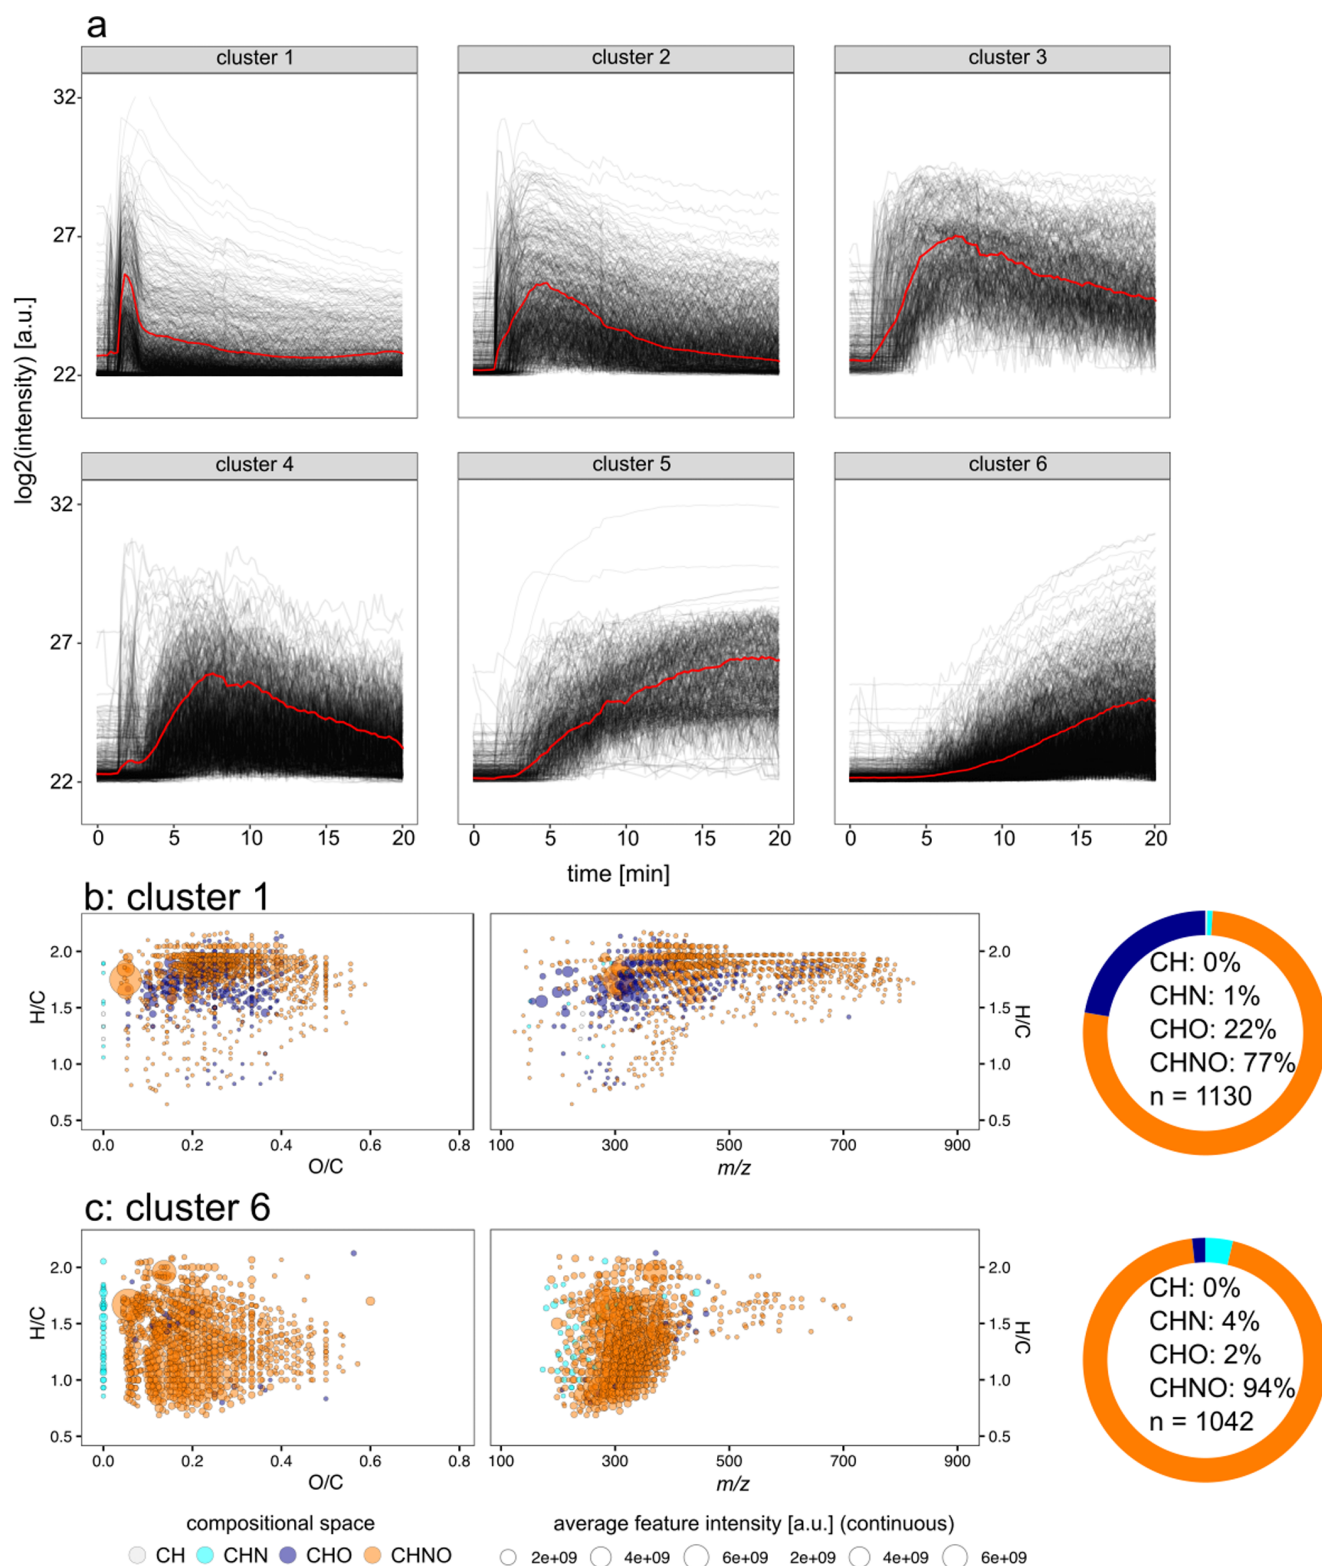 a
cluster 1
cluster 2
cluster 3
32
27
22
cluster 4
cluster 5
cluster 6
32
27
22
log2(intensity) [a.u.]
0 5 10 15 20
0 5 10 15 20
0 5 10 15 20
time [min]
b: cluster 1
2.0
1.5
1.0
0.5
H/C
0.0 0.2 0.4 0.6 0.8
O/C
100 300 500 700 900
m/z
2.0
1.5
1.0
0.5
H/C
CH: 0%
CHN: 1%
CHO: 22%
CHNO: 77%
n = 1130
c: cluster 6
2.0
1.5
1.0
0.5
H/C
0.0 0.2 0.4 0.6 0.8
O/C
100 300 500 700 900
m/z
2.0
1.5
1.0
0.5
H/C
CH: 0%
CHN: 4%
CHO: 2%
CHNO: 94%
n = 1042
compositional space
CH CHN CHO CHNO
average feature intensity [a.u.] (continuous)
2e+09 4e+09 6e+09 2e+09 4e+09 6e+09